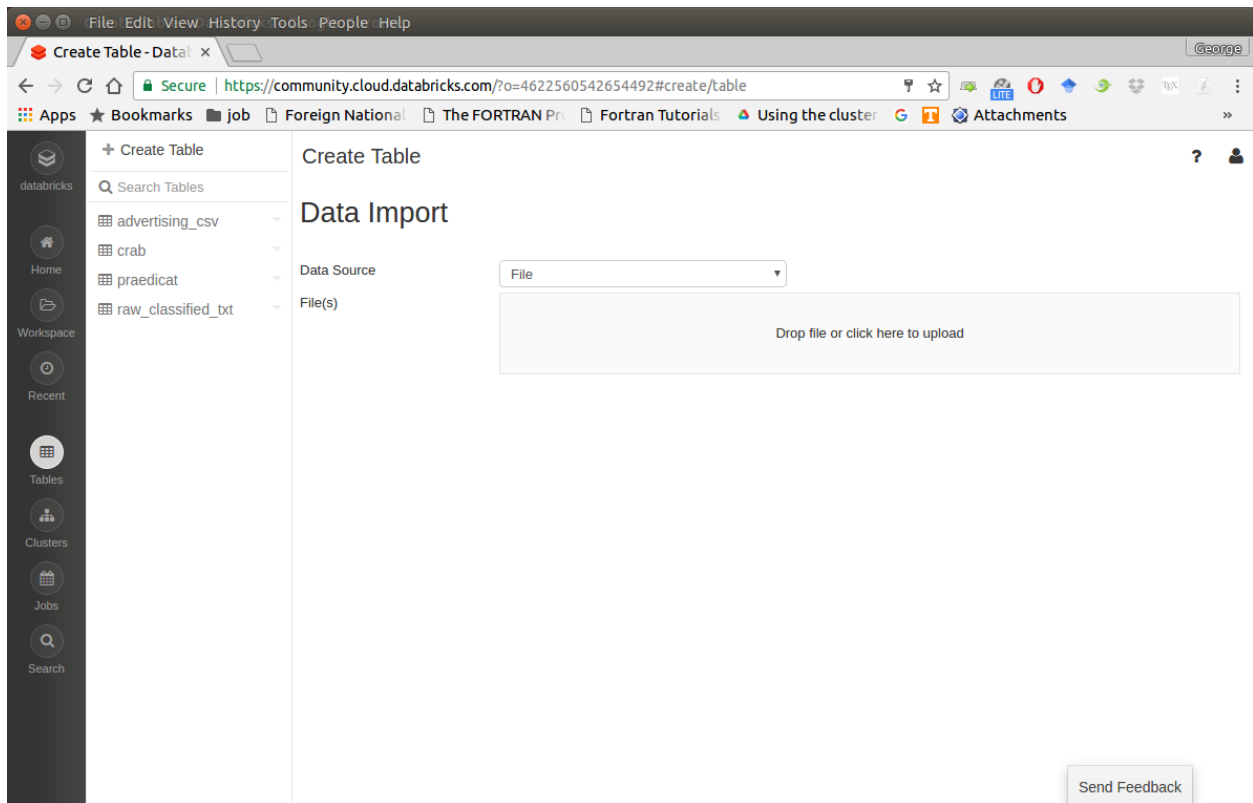 File Edit View History Tools People Help
Create Table - Datab
George
Secure | https://community.cloud.databricks.com/?o=4622560542654492#create/table
LITE
Apps Bookmarks job Foreign National The FORTRAN Pr Fortran Tutorials Using the cluster G T Attachments »
databricks
Home
Workspace
Recent
Tables
Clusters
Jobs
Search
+ Create Table
Search Tables
advertising_csv
crab
praedicat
raw_classified_txt
Create Table
?
Data Import
Data Source File
File(s)
Drop file or click here to upload
Send Feedback